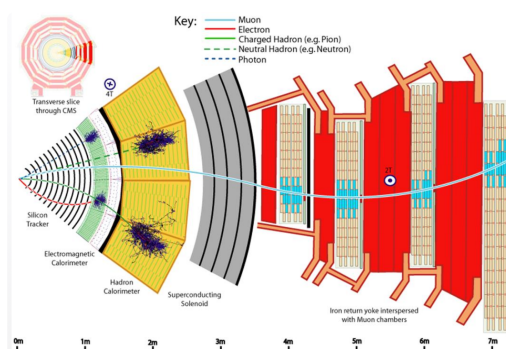 Key:
Muon
Electron
Charged Hadron (e.g. Pion)
Neutral Hadron (e.g. Neutron)
Photon
Transverse slice
through CMS
4T
2T
Silicon
Tracker
Electromagnetic
Calorimeter
Hadron
Calorimeter
Superconducting
Solenoid
Iron return yoke interspersed
with Muon chambers
0m
1m
2m
3m
4m
5m
6m
7m